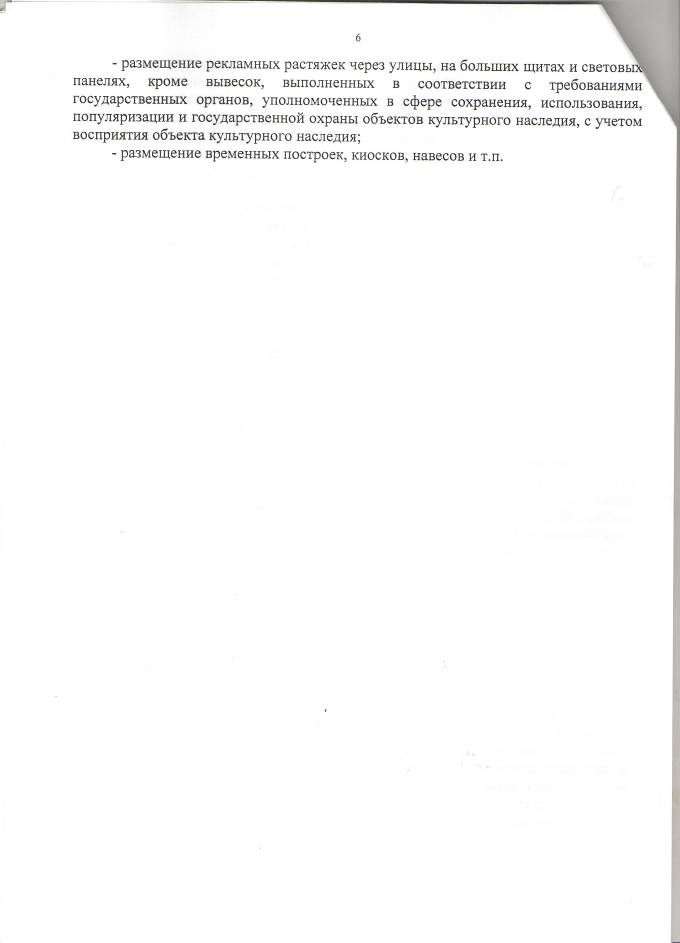 6
- размещение рекламных растяжек через улицы, на больших щитах и световых
панелях, кроме вывесок, выполненных в соответствии с требованиями
государственных органов, уполномоченных в сфере сохранения, использования,
популяризации и государственной охраны объектов культурного наследия, с учетом
восприятия объекта культурного наследия;
- размещение временных построек, киосков, навесов и т.п.